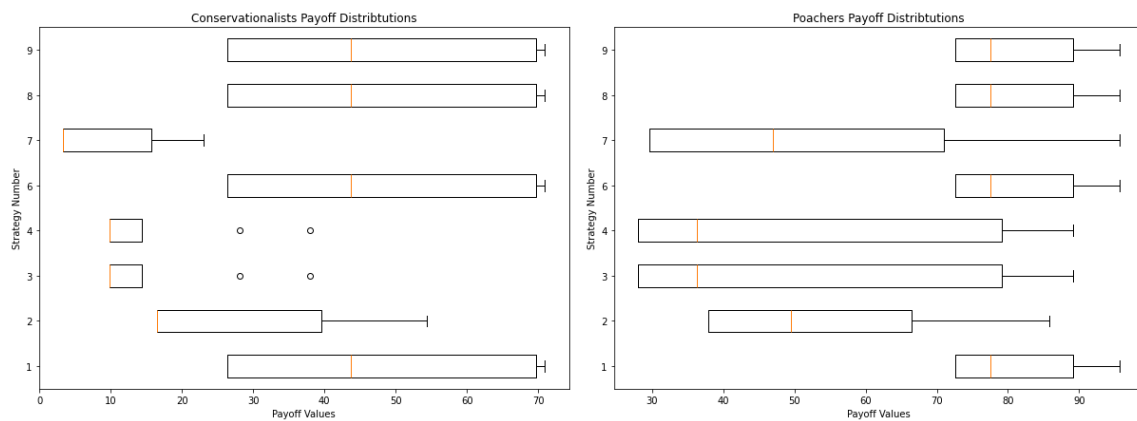 Conservationalists Payoff Distribtutions
Strategy Number
9
8
7
6
4
3
2
1
0 10 20 30 40 50 60 70
Payoff Values
Poachers Payoff Distribtutions
Strategy Number
9
8
7
6
4
3
2
1
30 40 50 60 70 80 90
Payoff Values